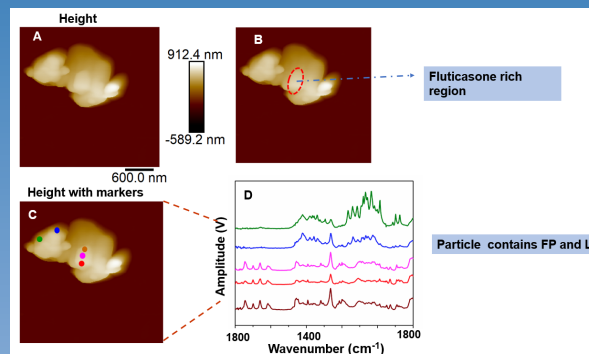 Height
A
912.4 nm
-589.2 nm
600.0 nm
B
Fluticasone rich
region
Height with markers
C
D
Amplitude (V)
1800
1400
1800
Wavenumber (cm⁻¹)
Particle contains FP and L